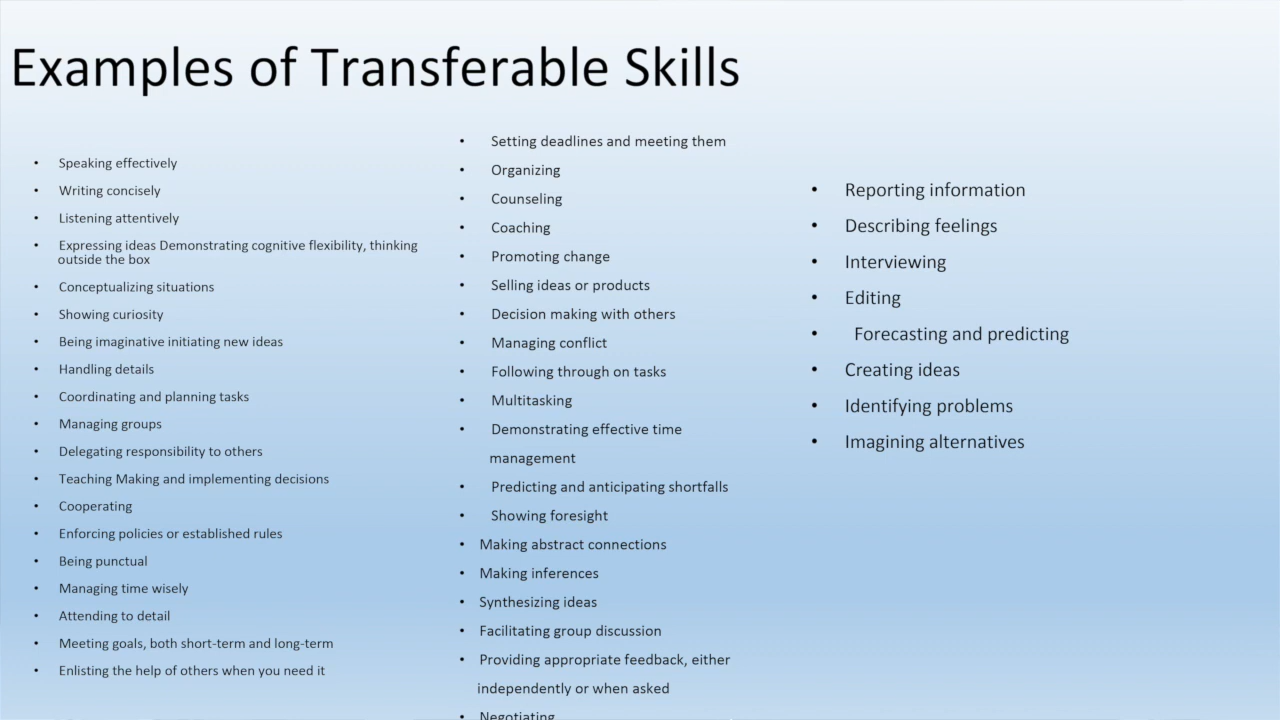 Examples of Transferable Skills
• Speaking effectively
• Writing concisely
• Listening attentively
• Expressing ideas Demonstrating cognitive flexibility, thinking
outside the box
• Conceptualizing situations
• Showing curiosity
• Being imaginative initiating new ideas
• Handling details
• Coordinating and planning tasks
• Managing groups
• Delegating responsibility to others
• Teaching Making and implementing decisions
• Cooperating
• Enforcing policies or established rules
• Being punctual
• Managing time wisely
• Attending to detail
• Meeting goals, both short-term and long-term
• Enlisting the help of others when you need it
• Setting deadlines and meeting them
• Organizing
• Counseling
• Coaching
• Promoting change
• Selling ideas or products
• Decision making with others
• Managing conflict
• Following through on tasks
• Multitasking
• Demonstrating effective time
management
• Predicting and anticipating shortfalls
• Showing foresight
• Making abstract connections
• Making inferences
• Synthesizing ideas
• Facilitating group discussion
• Providing appropriate feedback, either
independently or when asked
• Negotiating
• Reporting information
• Describing feelings
• Interviewing
• Editing
• Forecasting and predicting
• Creating ideas
• Identifying problems
• Imagining alternatives